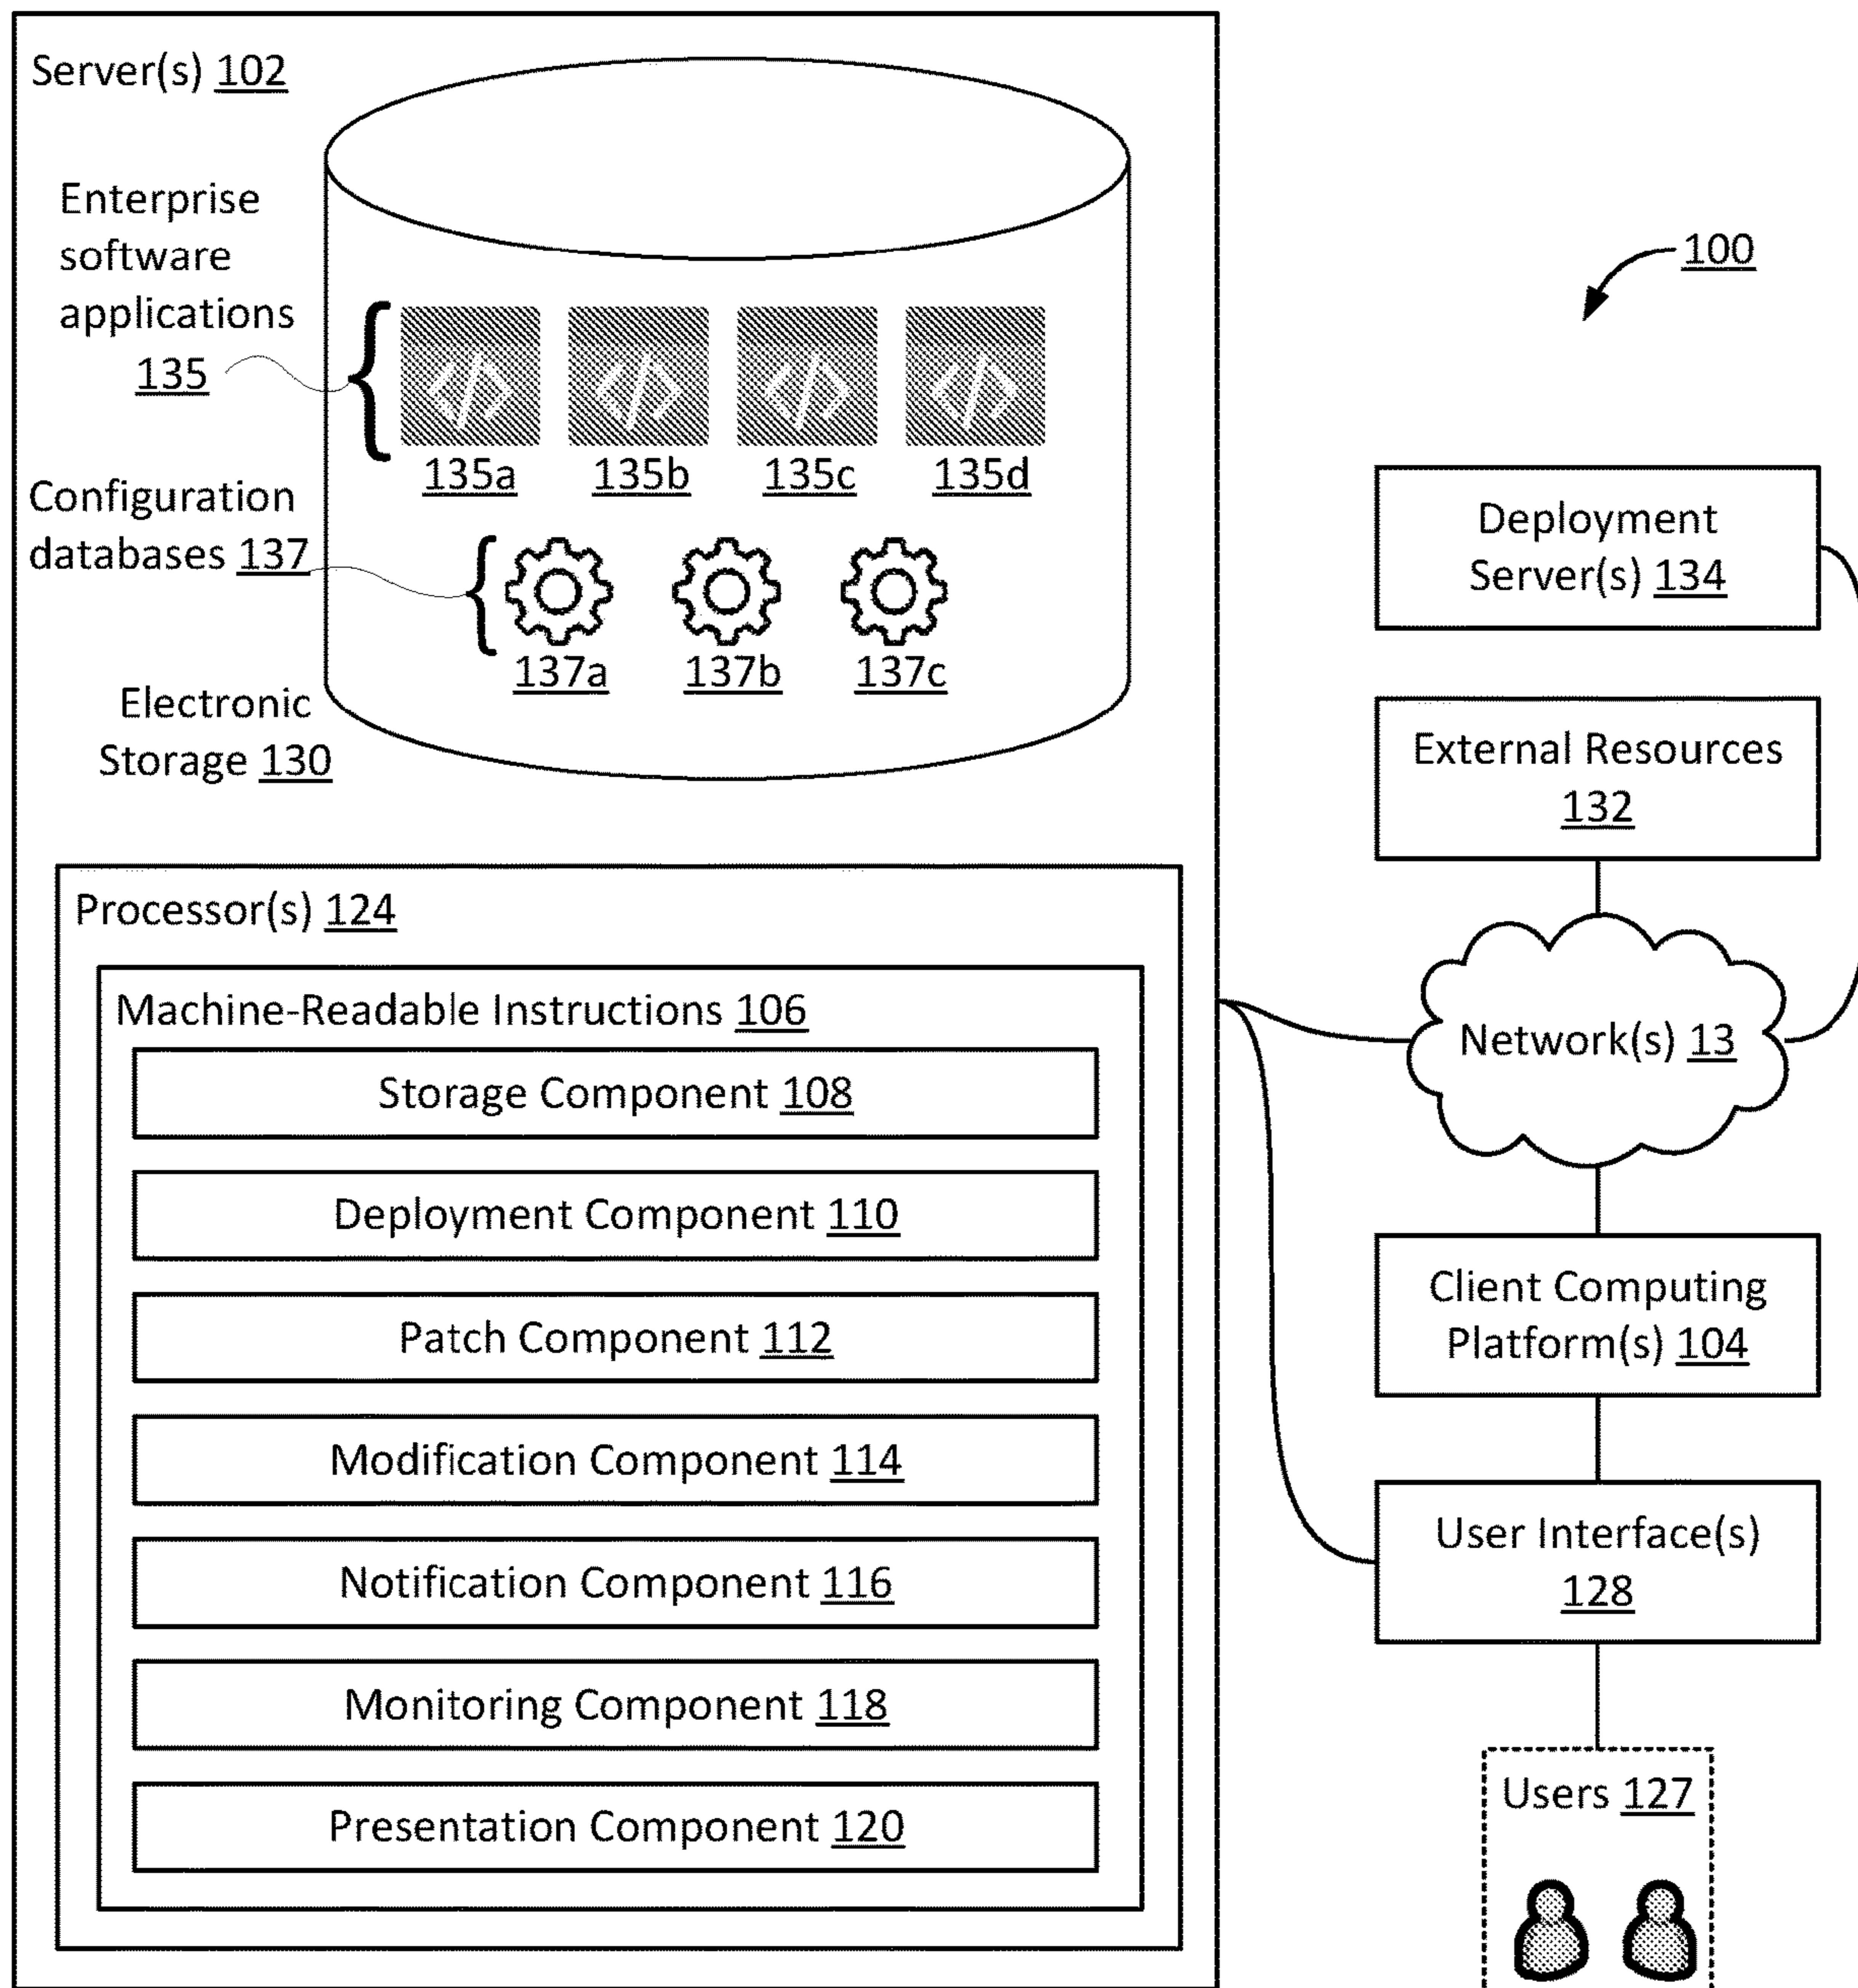 Server(s) 102
Enterprise
software
applications
135
135a 135b 135c 135d
Configuration
databases 137
137a 137b 137c
Electronic
Storage 130
Processor(s) 124
Machine-Readable Instructions 106
Storage Component 108
Deployment Component 110
Patch Component 112
Modification Component 114
Notification Component 116
Monitoring Component 118
Presentation Component 120
100
Deployment
Server(s) 134
External Resources
132
Network(s) 13
Client Computing
Platform(s) 104
User Interface(s)
128
Users 127